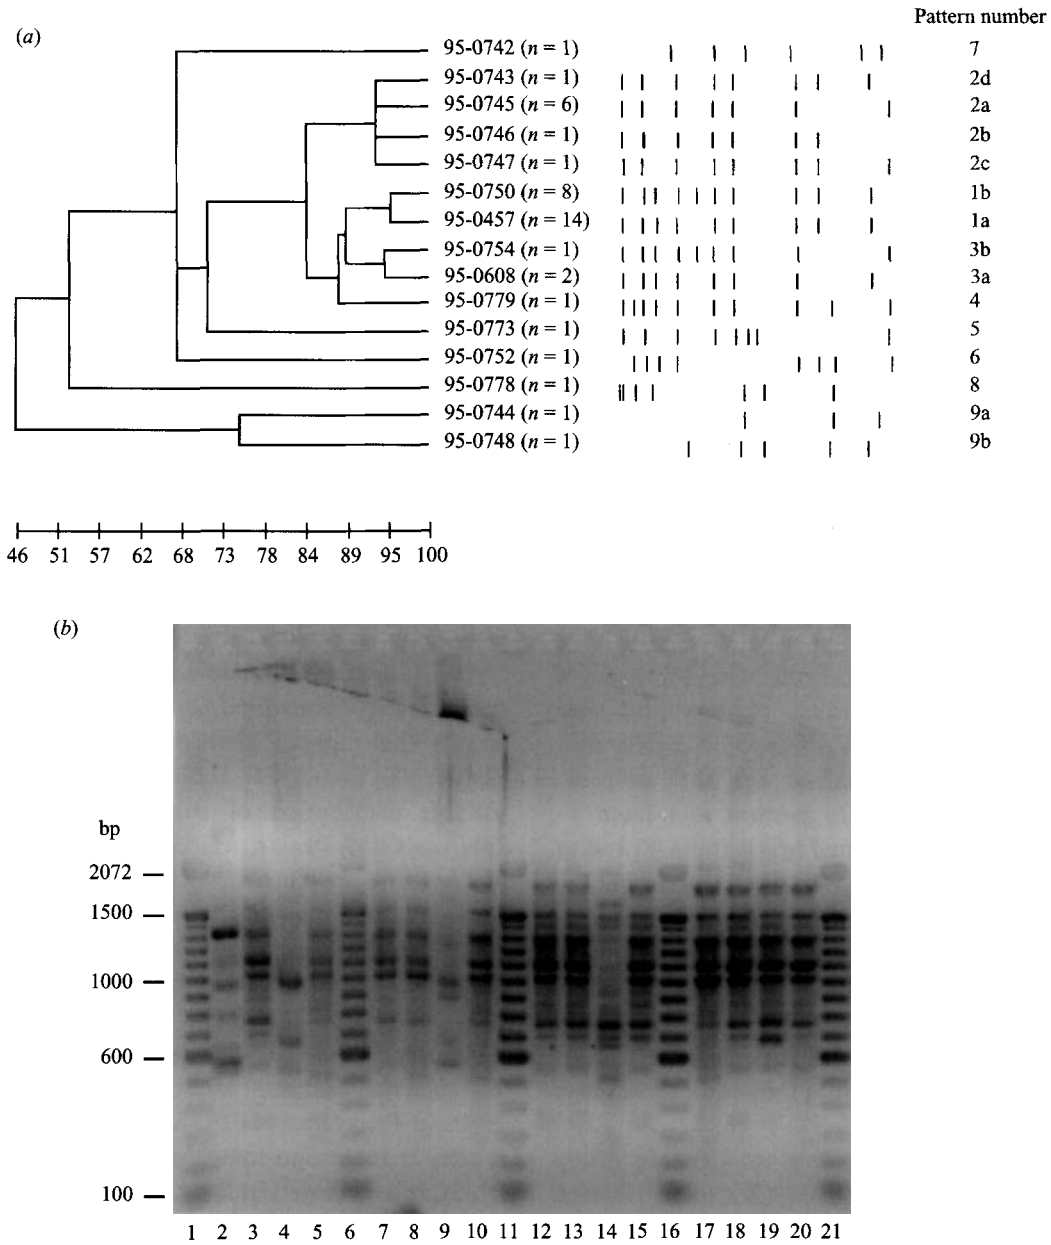 Pattern number
(a)
95-0742 (n = 1) 7
95-0743 (n = 1) 2d
95-0745 (n = 6) 2a
95-0746 (n = 1) 2b
95-0747 (n = 1) 2c
95-0750 (n = 8) 1b
95-0457 (n = 14) 1a
95-0754 (n = 1) 3b
95-0608 (n = 2) 3a
95-0779 (n = 1) 4
95-0773 (n = 1) 5
95-0752 (n = 1) 6
95-0778 (n = 1) 8
95-0744 (n = 1) 9a
95-0748 (n = 1) 9b
46 51 57 62 68 73 78 84 89 95 100
(b)
bp
2072
1500
1000
600
100
1 2 3 4 5 6 7 8 9 10 11 12 13 14 15 16 17 18 19 20 21